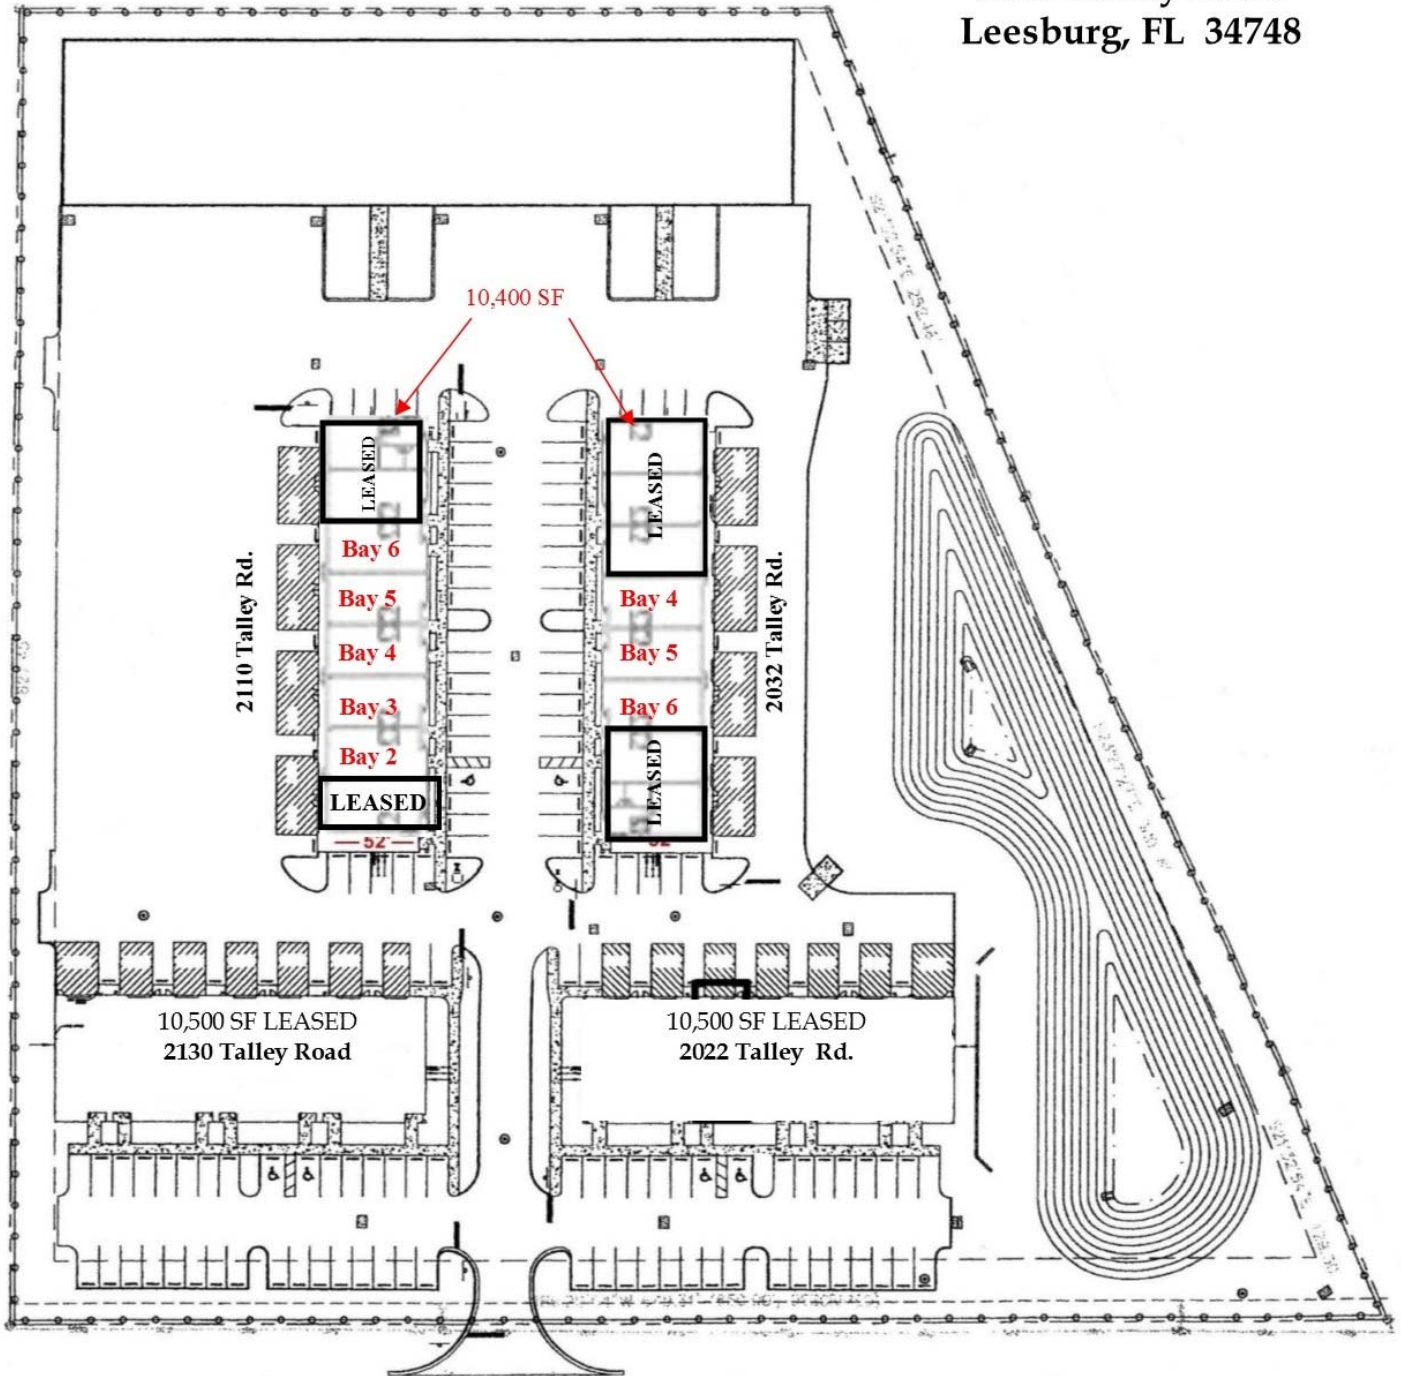 Leesburg, FL 34748
10,400 SF
LEASED
LEASED
2110 Talley Rd.
Bay 6
Bay 5
Bay 4
Bay 3
Bay 2
LEASED
52'
Bay 4
Bay 5
Bay 6
2032 Talley Rd.
LEASED
10,500 SF LEASED
2130 Talley Road
10,500 SF LEASED
2022 Talley Rd.